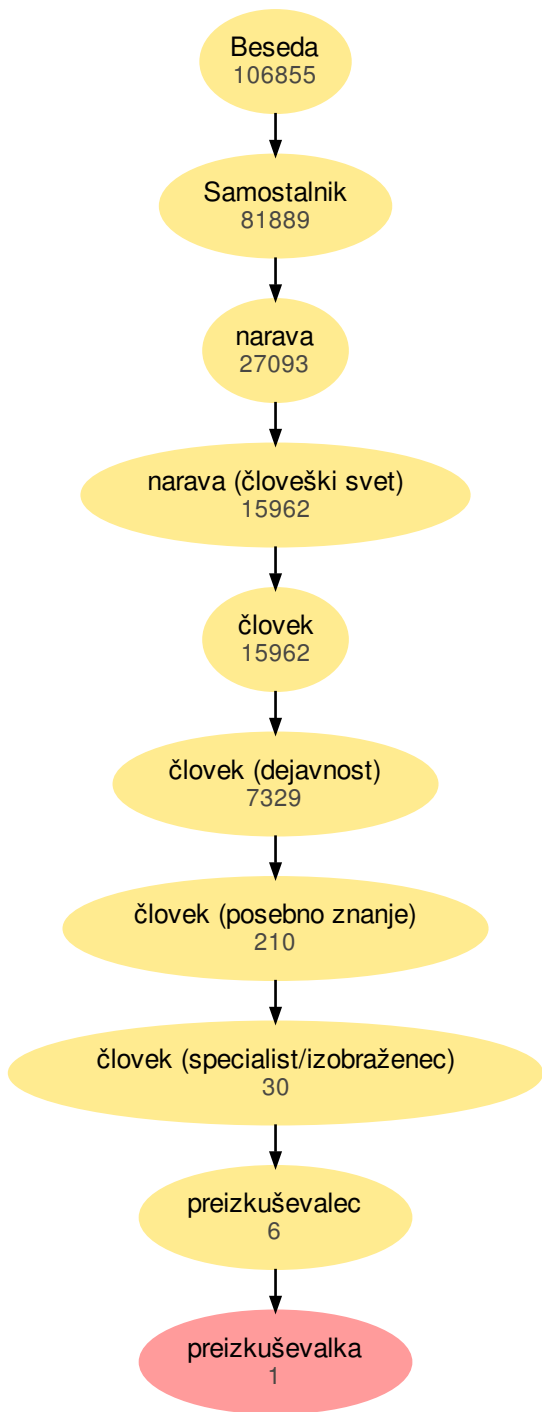 Beseda
106855
Samostalnik
81889
narava
27093
narava (človeški svet)
15962
človek
15962
človek (dejavnost)
7329
človek (posebno znanje)
210
človek (specialist/izobraženec)
30
preizkuševalec
6
preizkuševalka
1